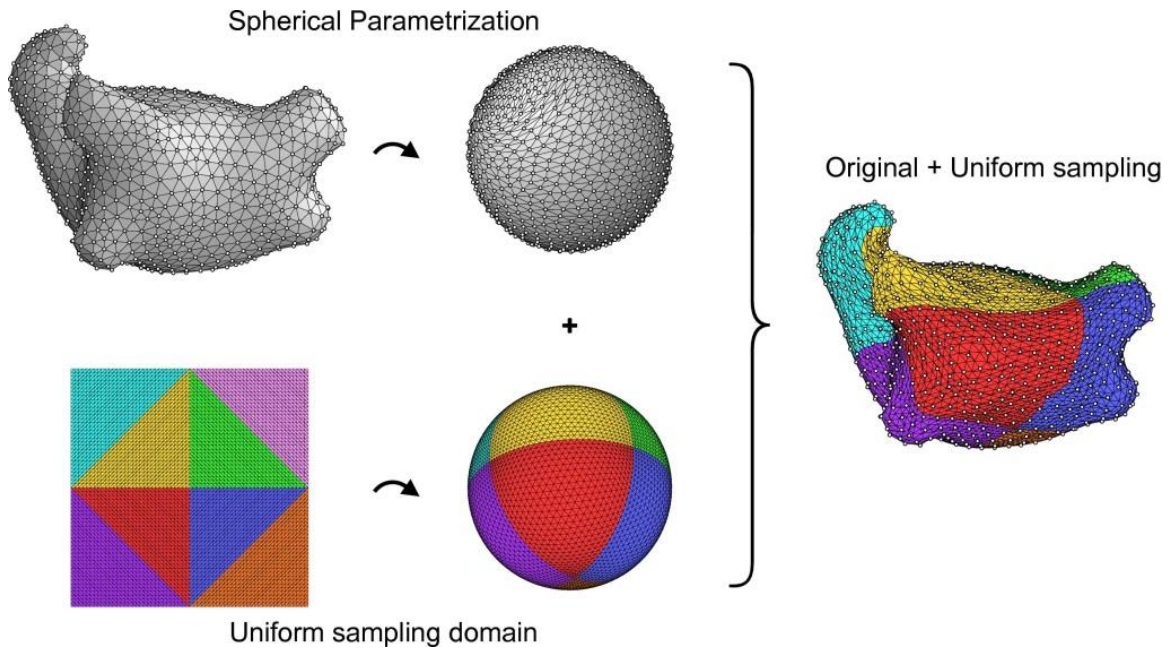 Spherical Parametrization
Original + Uniform sampling
+
Uniform sampling domain